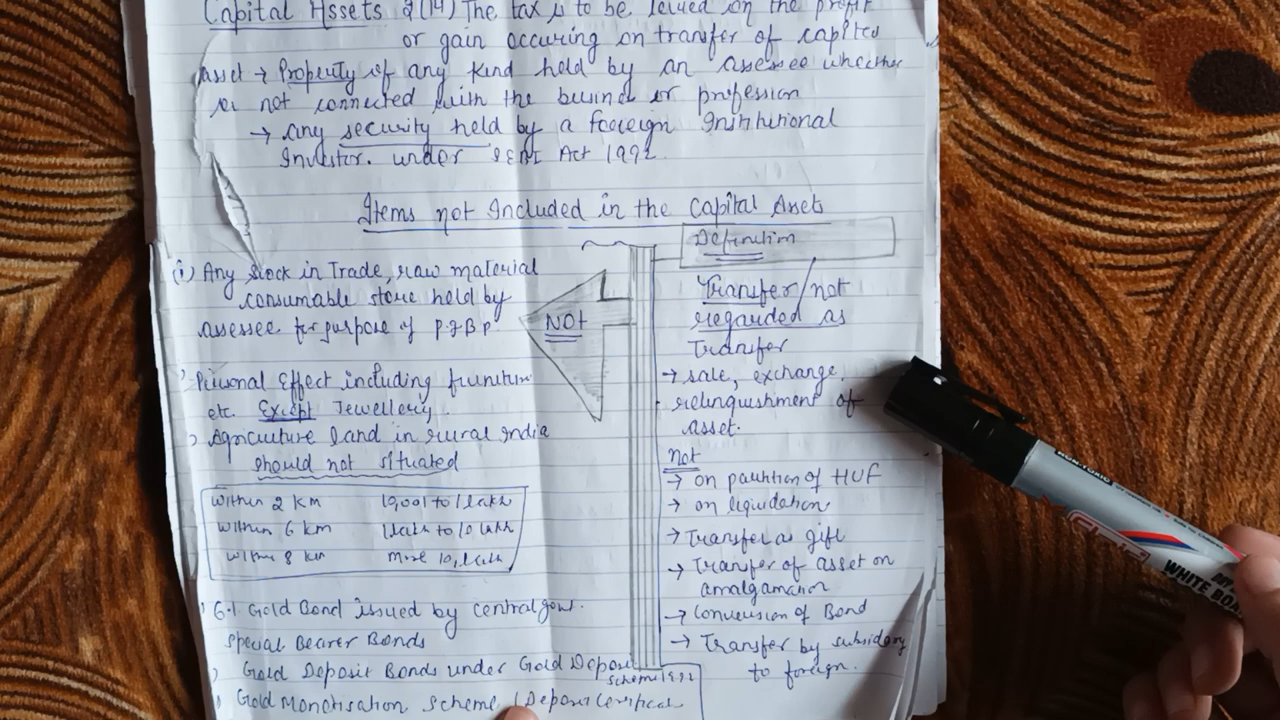 Capital Assets 2(14) The tax is to be levied on the profit
or gain occuring on transfer of capital
asset → Property of any kind held by an assessee whether
or not connected with the business or profession
→ any security held by a foreign Institutional
Investor. under SEBI Act 1992
Items not Included in the Capital Assets
Definition
(i) Any stock in Trade, raw material
consumable store held by
assessee for purpose of P.G.B.P
Personal Effect including furniture
etc. Except Jewellery.
Agriculture land in rural India
should not situated
within 2 KM 10,001 to 1 lakh
within 6 km 1 lakh to 10 lakh
within 8 km More 10, lakh
6.1 Gold Bond issued by central gov.
Special Bearer Bonds
Gold Deposit Bonds under Gold Deposit
scheme
Gold Monetisation Scheme / Deposit Certificat
NOT
Transfer/not
regarded as
Transfer
→ sale, exchange,
relinquishment of
asset.
Not
→ on partition of HUF
→ on liquidation
→ Transfer as gift
→ Transfer of asset on
amalgamation
→ Conversion of Bond
→ Transfer by subsidary
to foreign.
WHITE BOA